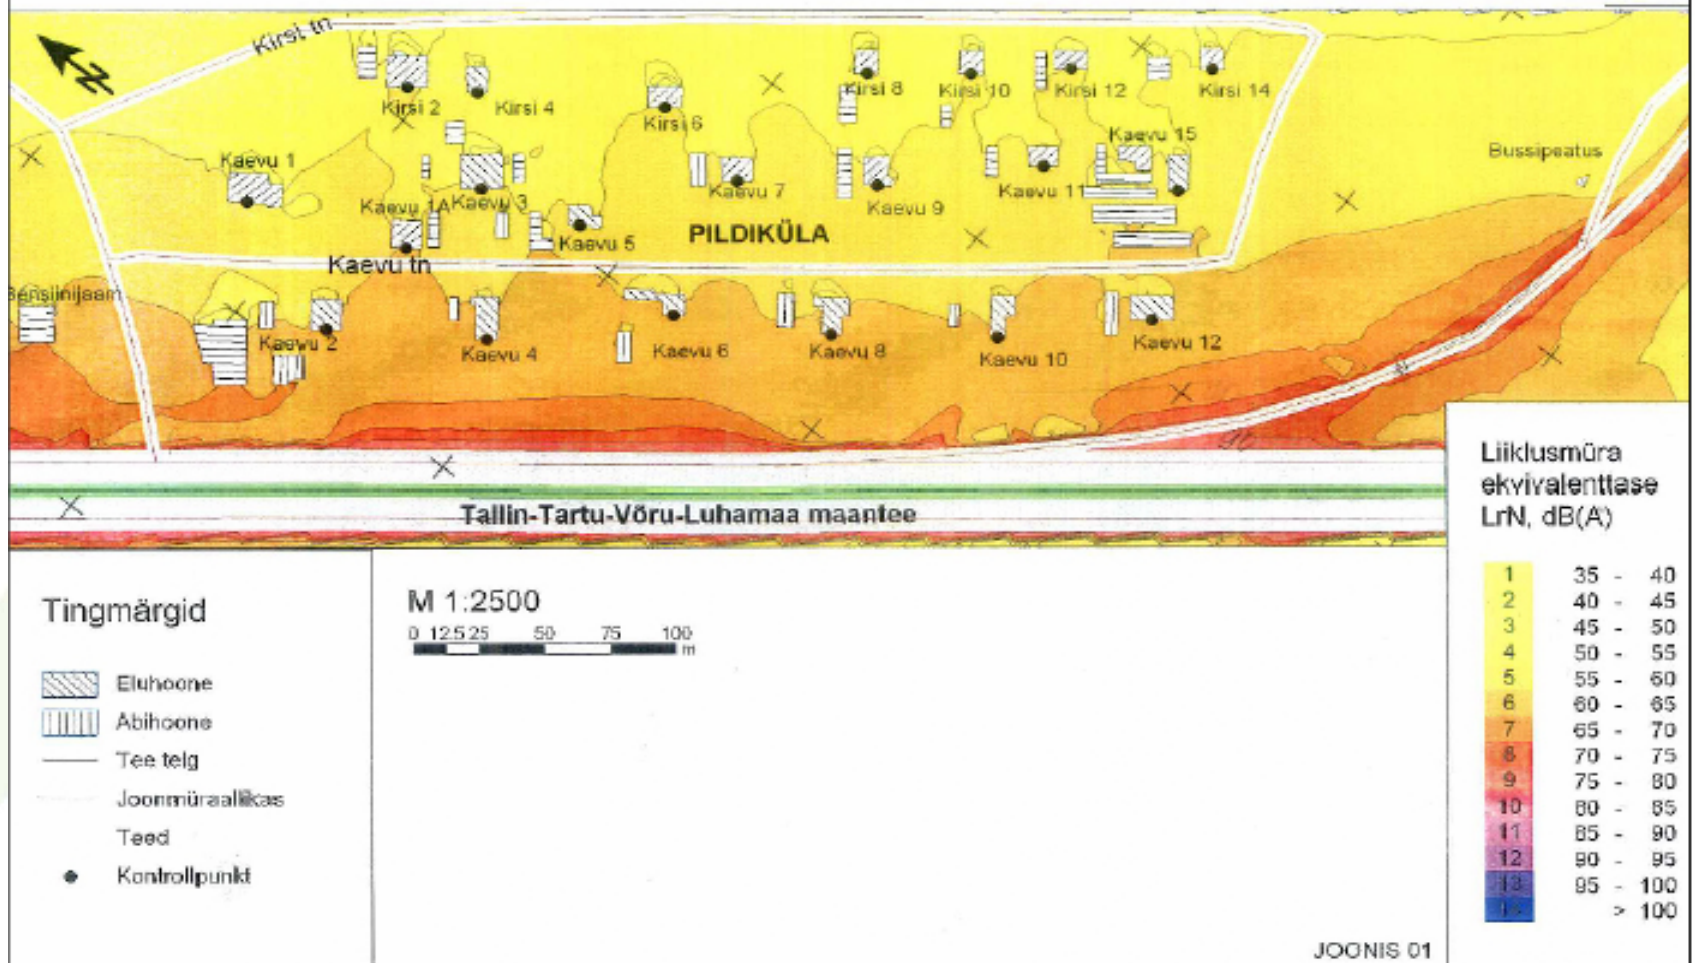 Kirsi tn
N
Kirsi 2
Kirsi 4
Kirsi 6
Kirsi 8
Kirsi 10
Kirsi 12
Kirsi 14
Kaevu 15
Bussipeatus
Kaevu 1
Kaevu 1A
Kaevu 3
Kaevu 7
Kaevu 9
Kaevu 11
Kaevu 5
PILDIKÜLA
Kaevu tn
Bensiinijaam
Kaevu 2
Kaevu 4
Kaevu 6
Kaevu 8
Kaevu 10
Kaevu 12
Tallin-Tartu-Võru-Luhamaa maantee
Liiklusmüra
ekvivalenttase
LrN, dB(A)
1 35 - 40
2 40 - 45
3 45 - 50
4 50 - 55
5 55 - 60
6 60 - 65
7 65 - 70
8 70 - 75
9 75 - 80
10 80 - 85
11 85 - 90
12 90 - 95
13 95 - 100
14 > 100
Tingmärgid
Eluhoone
Abihoone
Tee telg
Joonmüraallikas
Teed
Kontrollpunkt
M 1:2500
0 12.5 25 50 75 100
m
JOONIS 01